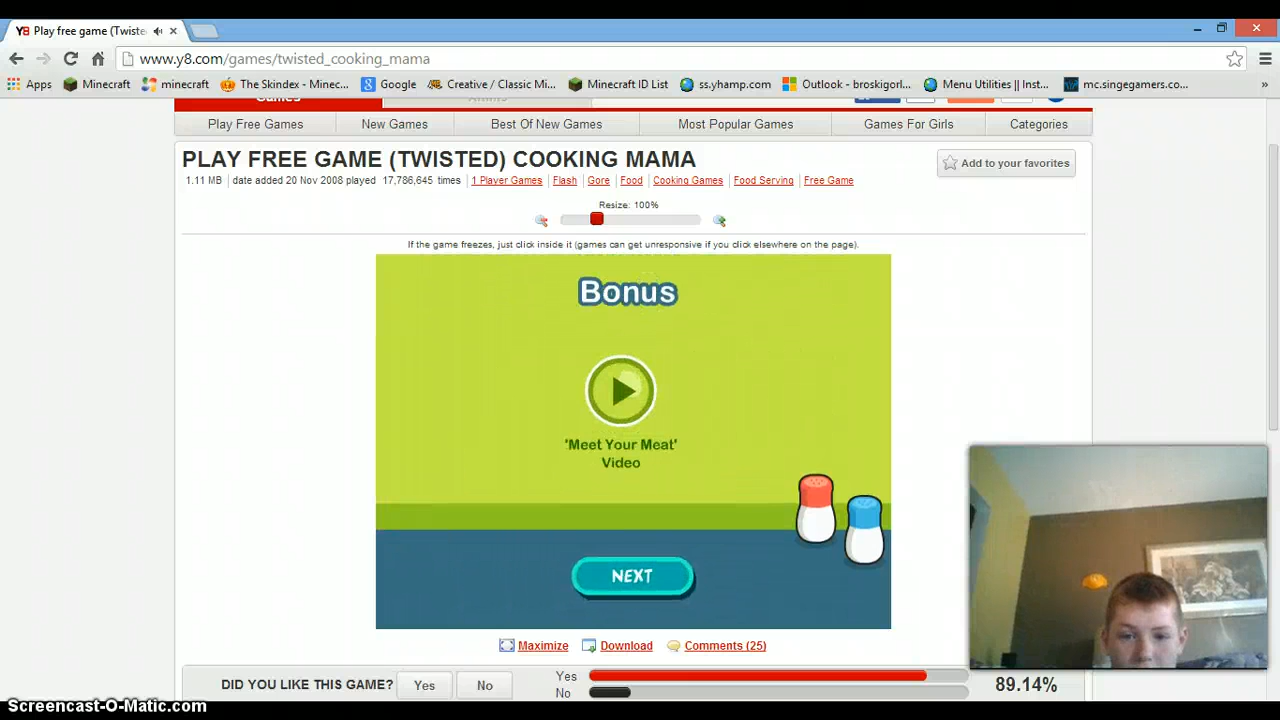 Y8 Play free game (Twiste
www.y8.com/games/twisted_cooking_mama
Apps Minecraft minecraft The Skindex - Minec... Google Creative / Classic Mi... Minecraft ID List ss.yhamp.com Outlook - broskigorl... Menu Utilities || Inst... mc.singegamers.co... »
Games
Play Free Games New Games Best Of New Games Most Popular Games Games For Girls Categories
PLAY FREE GAME (TWISTED) COOKING MAMA
Add to your favorites
1.11 MB date added 20 Nov 2008 played 17,786,645 times 1 Player Games Flash Gore Food Cooking Games Food Serving Free Game
Resize: 100%
If the game freezes, just click inside it (games can get unresponsive if you click elsewhere on the page).
Bonus
'Meet Your Meat'
Video
NEXT
Maximize Download Comments (25)
DID YOU LIKE THIS GAME? Yes No
Yes
No
89.14%
Screencast-O-Matic.com